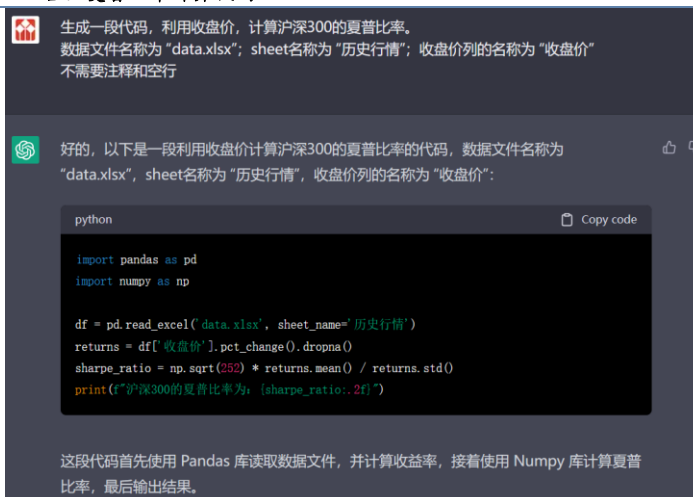 生成一段代码，利用收盘价，计算沪深300的夏普比率。
数据文件名称为 “data.xlsx”；sheet名称为 “历史行情”；收盘价列的名称为 “收盘价”
不需要注释和空行
好的，以下是一段利用收盘价计算沪深300的夏普比率的代码，数据文件名称为
“data.xlsx”，sheet名称为 “历史行情”，收盘价列的名称为 “收盘价”：
python
Copy code
import pandas as pd
import numpy as np
df = pd.read_excel('data.xlsx', sheet_name='历史行情')
returns = df['收盘价'].pct_change().dropna()
sharpe_ratio = np.sqrt(252) * returns.mean() / returns.std()
print(f"沪深300的夏普比率为: {sharpe_ratio:.2f}")
这段代码首先使用 Pandas 库读取数据文件，并计算收益率，接着使用 Numpy 库计算夏普
比率，最后输出结果。